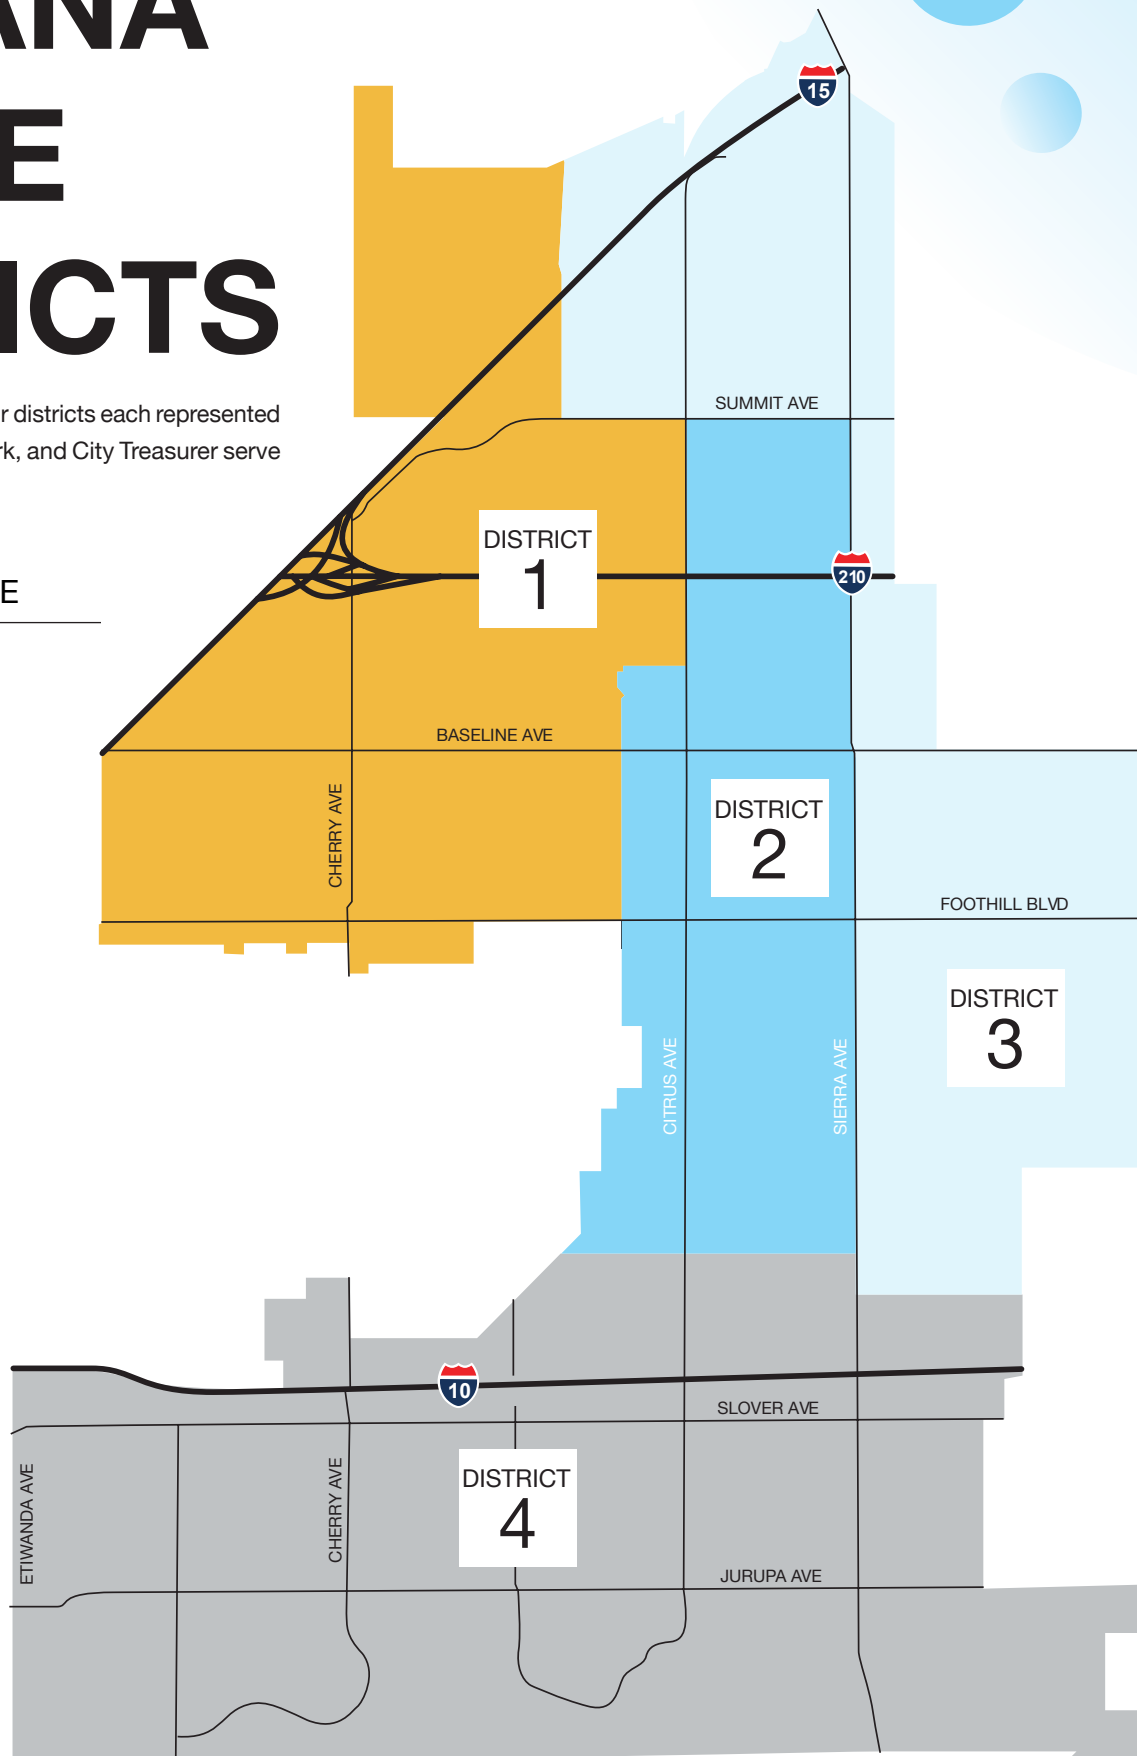 ANA
E
ICTS
r districts each represented
rk, and City Treasurer serve
E
15
SUMMIT AVE
DISTRICT
1
210
BASELINE AVE
CHERRY AVE
DISTRICT
2
FOOTHILL BLVD
DISTRICT
3
CITRUS AVE
SIERRA AVE
10
SLOVER AVE
ETIWANDA AVE
CHERRY AVE
DISTRICT
4
JURUPA AVE